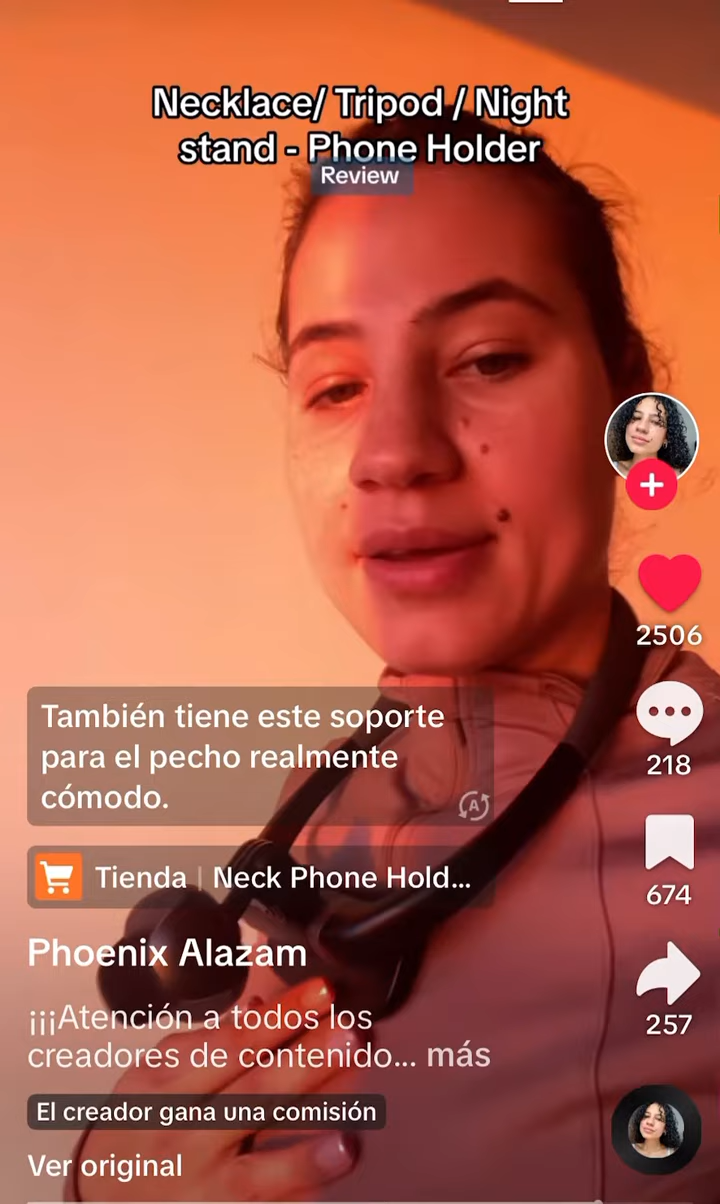 Necklace/ Tripod / Night
stand - Phone Holder
Review
2506
También tiene este soporte
para el pecho realmente
cómodo.
A
218
Tienda | Neck Phone Hold...
674
Phoenix Alazam
¡¡¡Atención a todos los
creadores de contenido... más
257
El creador gana una comisión
Ver original